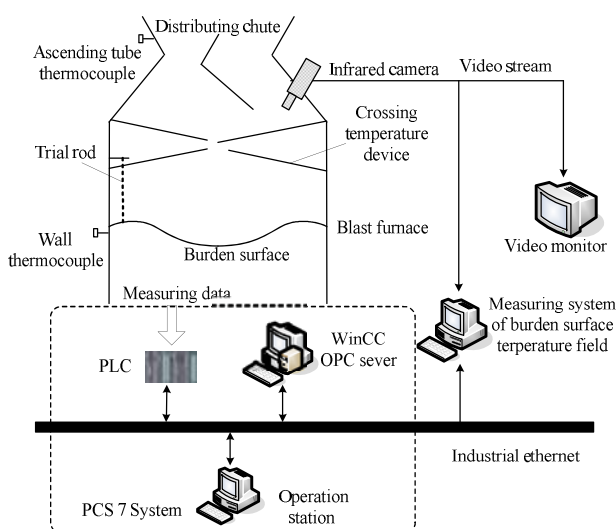 Distributing chute
Ascending tube
thermocouple
Infrared camera
Video stream
Crossing
temperature
device
Trial rod
Wall
thermocouple
Blast furnace
Burden surface
Video monitor
Measuring data
Measuring system
of burden surface
terperature field
WinCC
OPC sever
PLC
Industrial ethernet
PCS 7 System
Operation
station